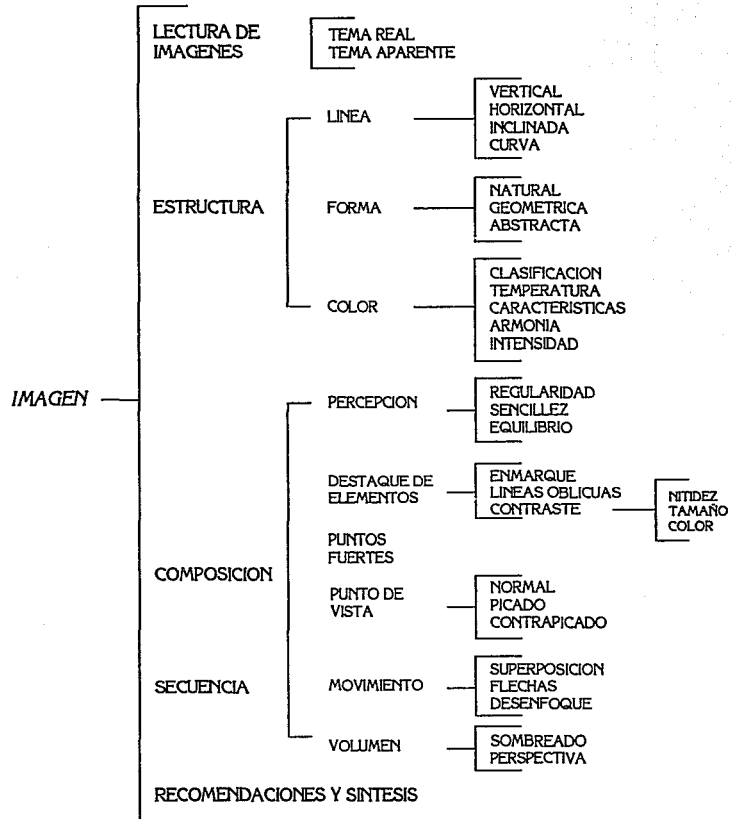 LECTURA DE
IMAGENES
TEMA REAL
TEMA APARENTE
ESTRUCTURA
LINEA
VERTICAL
HORIZONTAL
INCLINADA
CURVA
FORMA
NATURAL
GEOMETRICA
ABSTRACTA
COLOR
CLASIFICACION
TEMPERATURA
CARACTERISTICAS
ARMONIA
INTENSIDAD
IMAGEN
COMPOSICION
PERCEPCION
REGULARIDAD
SENCILLEZ
EQUILIBRIO
DESTAQUE DE
ELEMENTOS
ENMARQUE
LINEAS OBLICUAS
CONTRASTE
NITIDEZ
TAMAÑO
COLOR
PUNTOS
FUERTES
PUNTO DE
VISTA
NORMAL
PICADO
CONTRAPICADO
SECUENCIA
MOVIMIENTO
SUPERPOSICION
FLECHAS
DESENFOQUE
VOLUMEN
SOMBREADO
PERSPECTIVA
RECOMENDACIONES Y SINTESIS